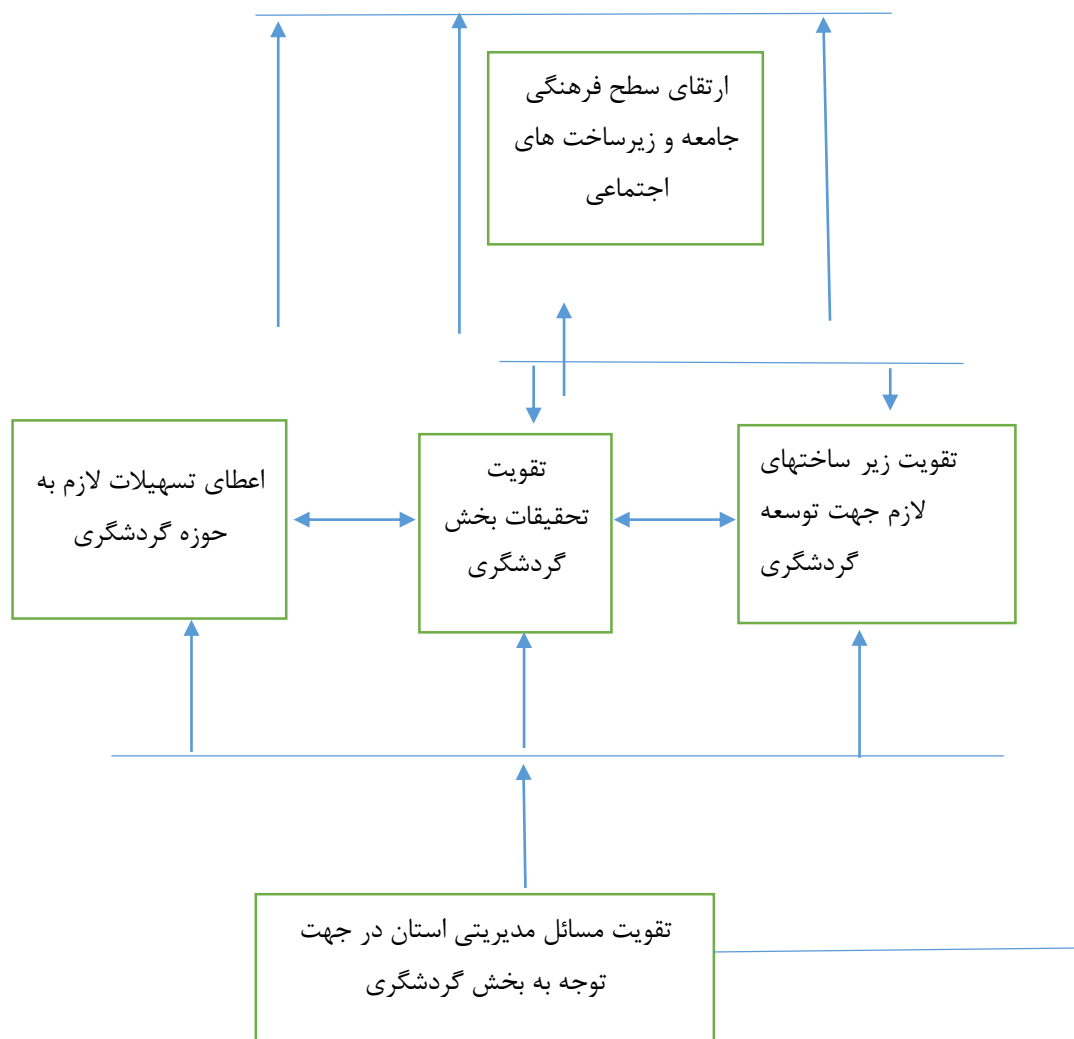 ارتقای سطح فرهنگی
جامعه و زیرساخت های
اجتماعی
تقویت زیر ساختهای
لازم جهت توسعه
گردشگری
تقویت
تحقیقات بخش
گردشگری
اعطای تسهیلات لازم به
حوزه گردشگری
تقویت مسائل مدیریتی استان در جهت
توجه به بخش گردشگری